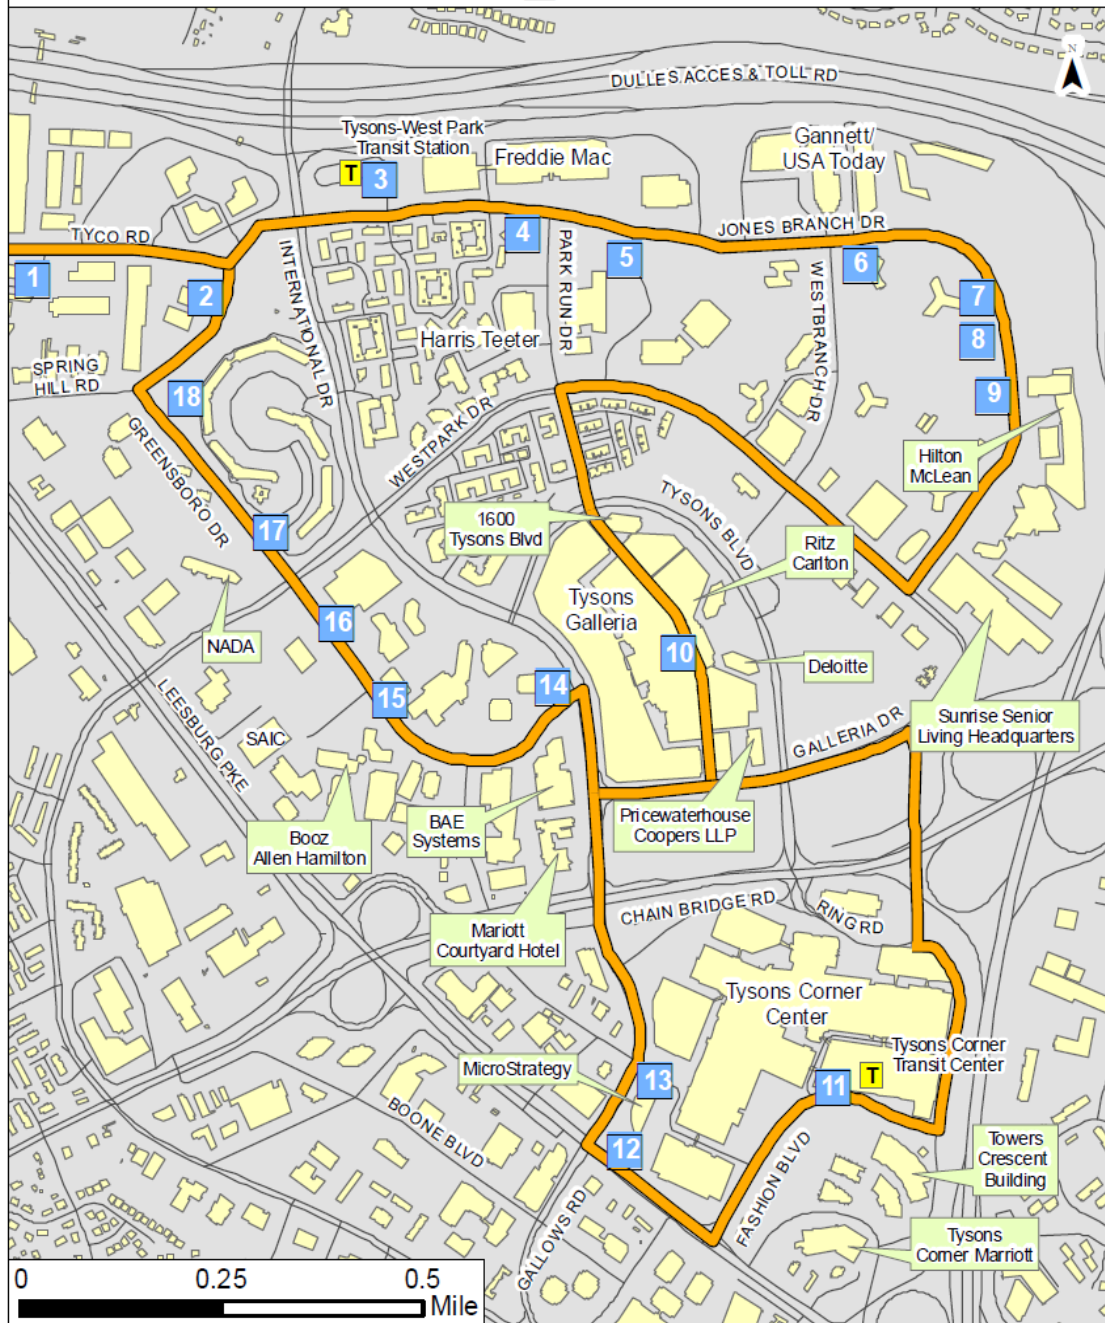 N
DULLES ACCES & TOLL RD
Tysons-West Park
Transit Station
T
3
Freddie Mac
Gannett/
USA Today
TYCO RD
JONES BRANCH DR
1
2
4
5
6
7
8
9
INTERNATIONAL DR
PARK RUN DR
WESTBRANCH DR
Harris Teeter
SPRING
HILL RD
18
GREENSBORO DR
WESTPARK DR
Hilton
McLean
17
1600
Tysons Blvd
TYSONS BLVD
Ritz
Carlton
Tysons
Galleria
NADA
16
10
Deloitte
15
14
LEESBURG PKE
SAIC
GALLERIA DR
Sunrise Senior
Living Headquarters
Booz
Allen Hamilton
BAE
Systems
Pricewaterhouse
Coopers LLP
Mariott
Courtyard Hotel
CHAIN BRIDGE RD
RING RD
Tysons Corner
Center
MicroStrategy
13
Tysons Corner
Transit Center
11
T
BOONE BLVD
12
FASHION BLVD
Towers
Crescent
Building
GALLOWS RD
Tysons
Corner Marriott
0 0.25 0.5
Mile